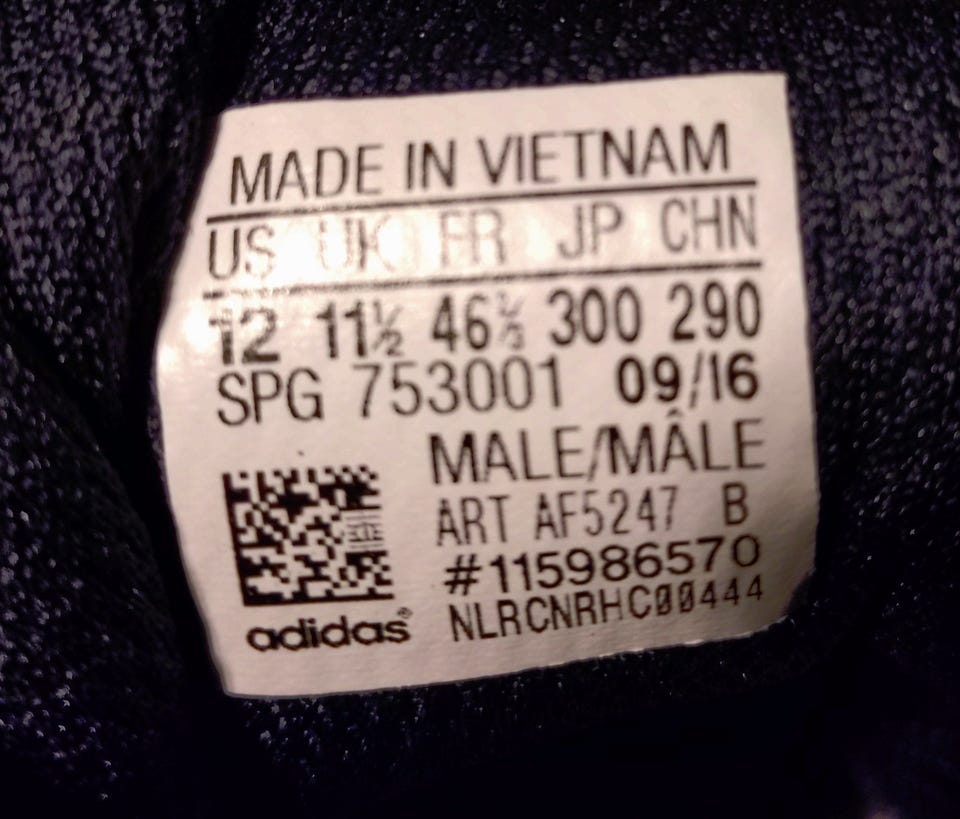 MADE IN VIETNAM
US UK FR JP CHN
12 11½ 46⅔ 300 290
SPG 753001 09/16
MALE/MÂLE
ART AF5247 B
#115986570
NLRCNRHC00444
adidas®